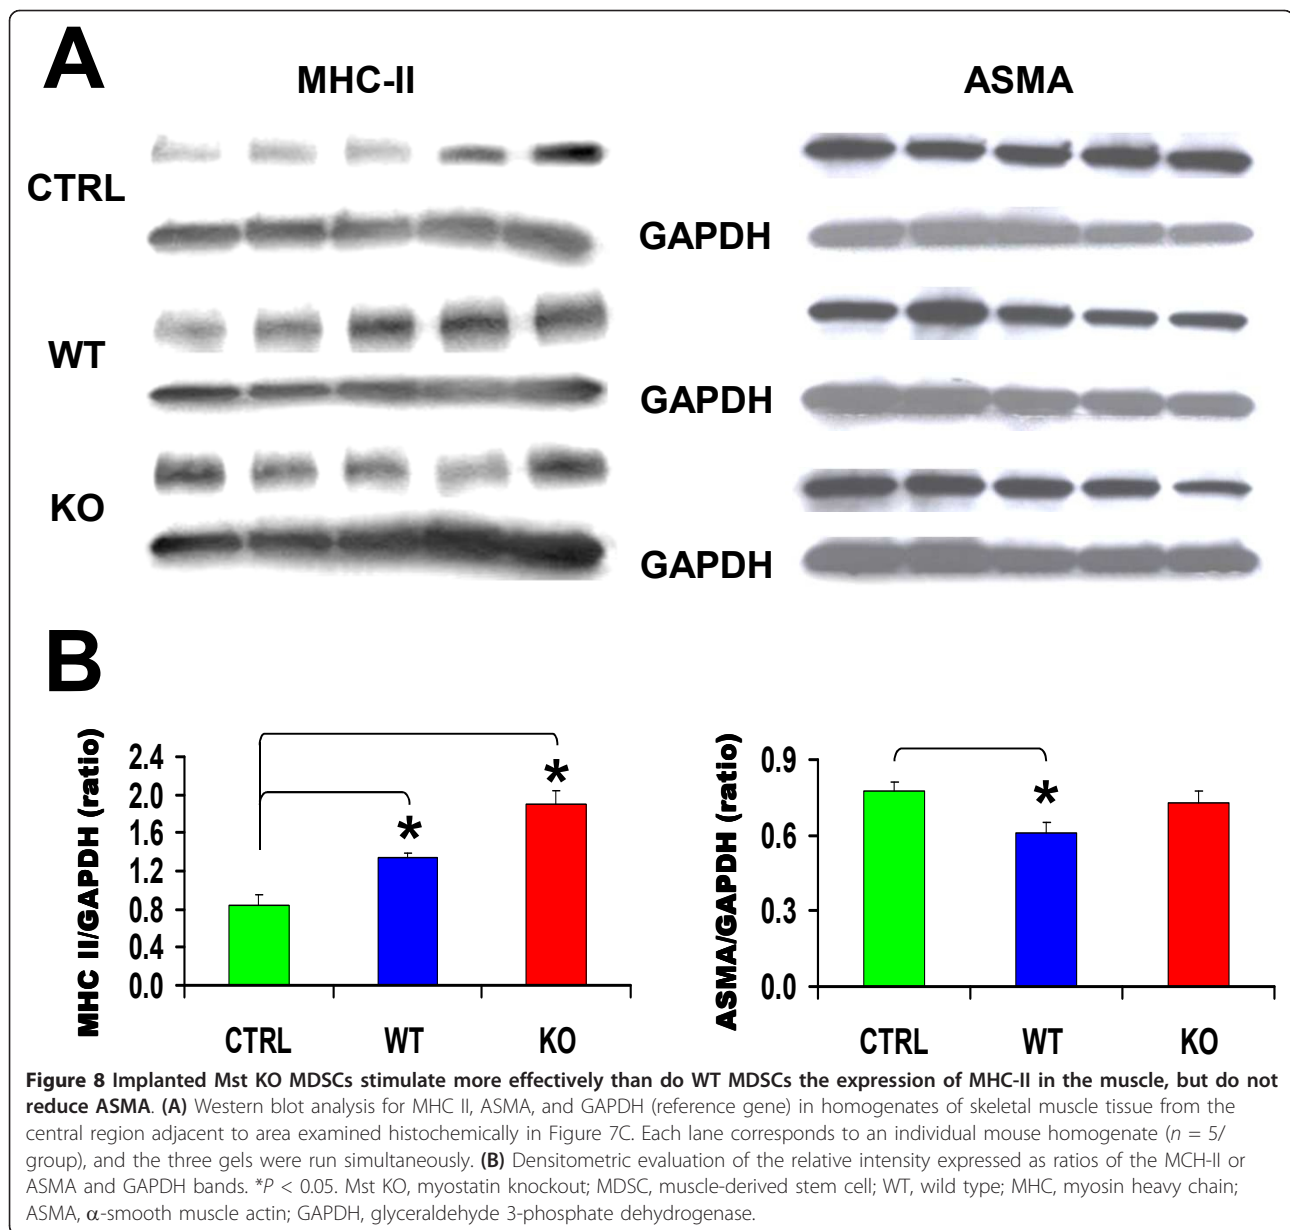 A
MHC-II
ASMA
CTRL
GAPDH
WT
GAPDH
KO
GAPDH
B
MHC II/GAPDH (ratio)
2.4
2.0
1.6
1.2
0.8
0.4
0.0
*
*
CTRL WT KO
ASMA/GAPDH (ratio)
0.9
0.6
0.3
0.0
*
CTRL WT KO
Figure 8 Implanted Mst KO MDSCs stimulate more effectively than do WT MDSCs the expression of MHC-II in the muscle, but do not
reduce ASMA. (A) Western blot analysis for MHC II, ASMA, and GAPDH (reference gene) in homogenates of skeletal muscle tissue from the
central region adjacent to area examined histochemically in Figure 7C. Each lane corresponds to an individual mouse homogenate (n = 5/
group), and the three gels were run simultaneously. (B) Densitometric evaluation of the relative intensity expressed as ratios of the MCH-II or
ASMA and GAPDH bands. *P < 0.05. Mst KO, myostatin knockout; MDSC, muscle-derived stem cell; WT, wild type; MHC, myosin heavy chain;
ASMA, α-smooth muscle actin; GAPDH, glyceraldehyde 3-phosphate dehydrogenase.